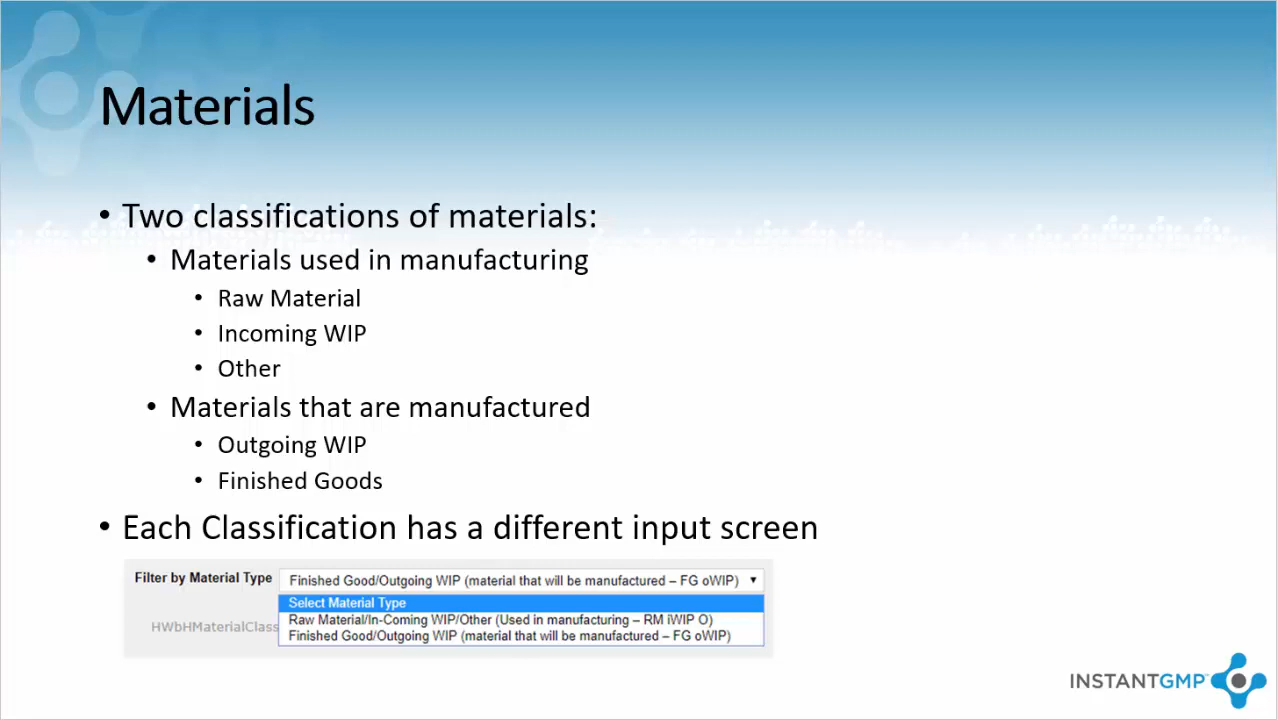 Materials
• Two classifications of materials:
• Materials used in manufacturing
• Raw Material
• Incoming WIP
• Other
• Materials that are manufactured
• Outgoing WIP
• Finished Goods
• Each Classification has a different input screen
Filter by Material Type Finished Good/Outgoing WIP (material that will be manufactured – FG oWIP) ▼
Select Material Type
Raw Material/In-Coming WIP/Other (Used in manufacturing – RM iWIP O)
HWbHMaterialClass
Finished Good/Outgoing WIP (material that will be manufactured – FG oWIP)
INSTANTGMP